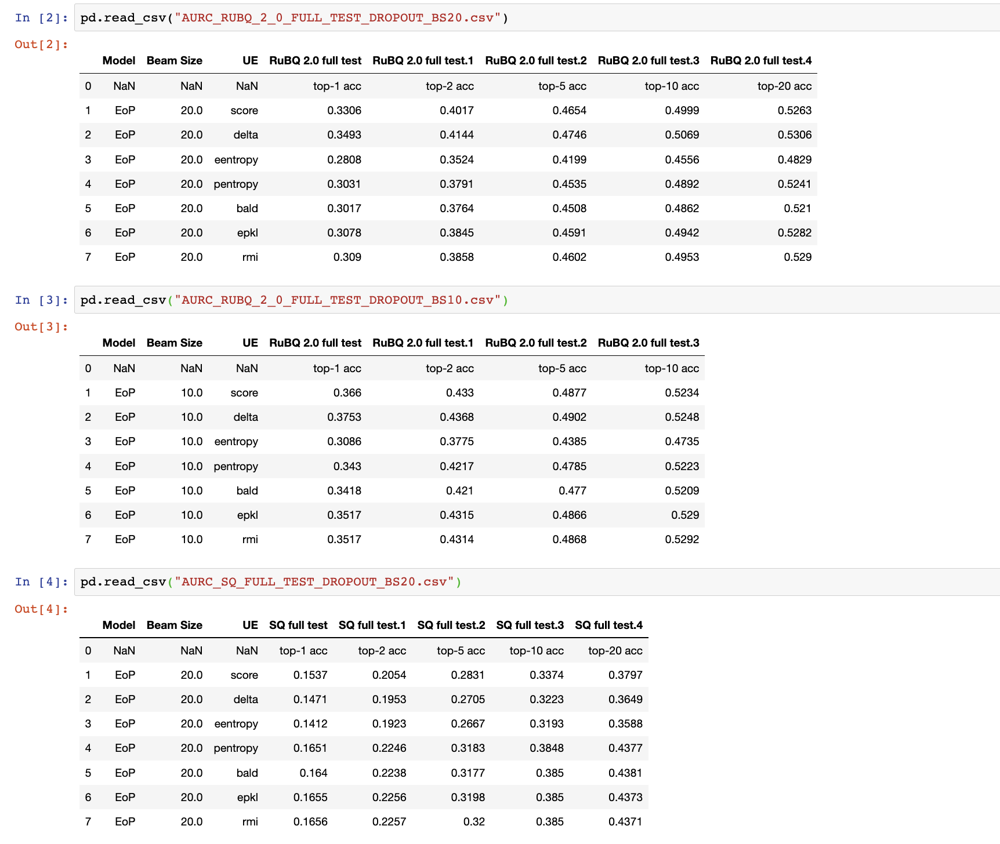 In [2]: pd.read_csv("AURC_RUBQ_2_0_FULL_TEST_DROPOUT_BS20.csv")
Out[2]:
Model Beam Size UE RuBQ 2.0 full test RuBQ 2.0 full test.1 RuBQ 2.0 full test.2 RuBQ 2.0 full test.3 RuBQ 2.0 full test.4
0 NaN NaN NaN top-1 acc top-2 acc top-5 acc top-10 acc top-20 acc
1 EoP 20.0 score 0.3306 0.4017 0.4654 0.4999 0.5263
2 EoP 20.0 delta 0.3493 0.4144 0.4746 0.5069 0.5306
3 EoP 20.0 eentropy 0.2808 0.3524 0.4199 0.4556 0.4829
4 EoP 20.0 pentropy 0.3031 0.3791 0.4535 0.4892 0.5241
5 EoP 20.0 bald 0.3017 0.3764 0.4508 0.4862 0.521
6 EoP 20.0 epkl 0.3078 0.3845 0.4591 0.4942 0.5282
7 EoP 20.0 rmi 0.309 0.3858 0.4602 0.4953 0.529
In [3]: pd.read_csv("AURC_RUBQ_2_0_FULL_TEST_DROPOUT_BS10.csv")
Out[3]:
Model Beam Size UE RuBQ 2.0 full test RuBQ 2.0 full test.1 RuBQ 2.0 full test.2 RuBQ 2.0 full test.3
0 NaN NaN NaN top-1 acc top-2 acc top-5 acc top-10 acc
1 EoP 10.0 score 0.366 0.433 0.4877 0.5234
2 EoP 10.0 delta 0.3753 0.4368 0.4902 0.5248
3 EoP 10.0 eentropy 0.3086 0.3775 0.4385 0.4735
4 EoP 10.0 pentropy 0.343 0.4217 0.4785 0.5223
5 EoP 10.0 bald 0.3418 0.421 0.477 0.5209
6 EoP 10.0 epkl 0.3517 0.4315 0.4866 0.529
7 EoP 10.0 rmi 0.3517 0.4314 0.4868 0.5292
In [4]: pd.read_csv("AURC_SQ_FULL_TEST_DROPOUT_BS20.csv")
Out[4]:
Model Beam Size UE SQ full test SQ full test.1 SQ full test.2 SQ full test.3 SQ full test.4
0 NaN NaN NaN top-1 acc top-2 acc top-5 acc top-10 acc top-20 acc
1 EoP 20.0 score 0.1537 0.2054 0.2831 0.3374 0.3797
2 EoP 20.0 delta 0.1471 0.1953 0.2705 0.3223 0.3649
3 EoP 20.0 eentropy 0.1412 0.1923 0.2667 0.3193 0.3588
4 EoP 20.0 pentropy 0.1651 0.2246 0.3183 0.3848 0.4377
5 EoP 20.0 bald 0.164 0.2238 0.3177 0.385 0.4381
6 EoP 20.0 epkl 0.1655 0.2256 0.3198 0.385 0.4373
7 EoP 20.0 rmi 0.1656 0.2257 0.32 0.385 0.4371